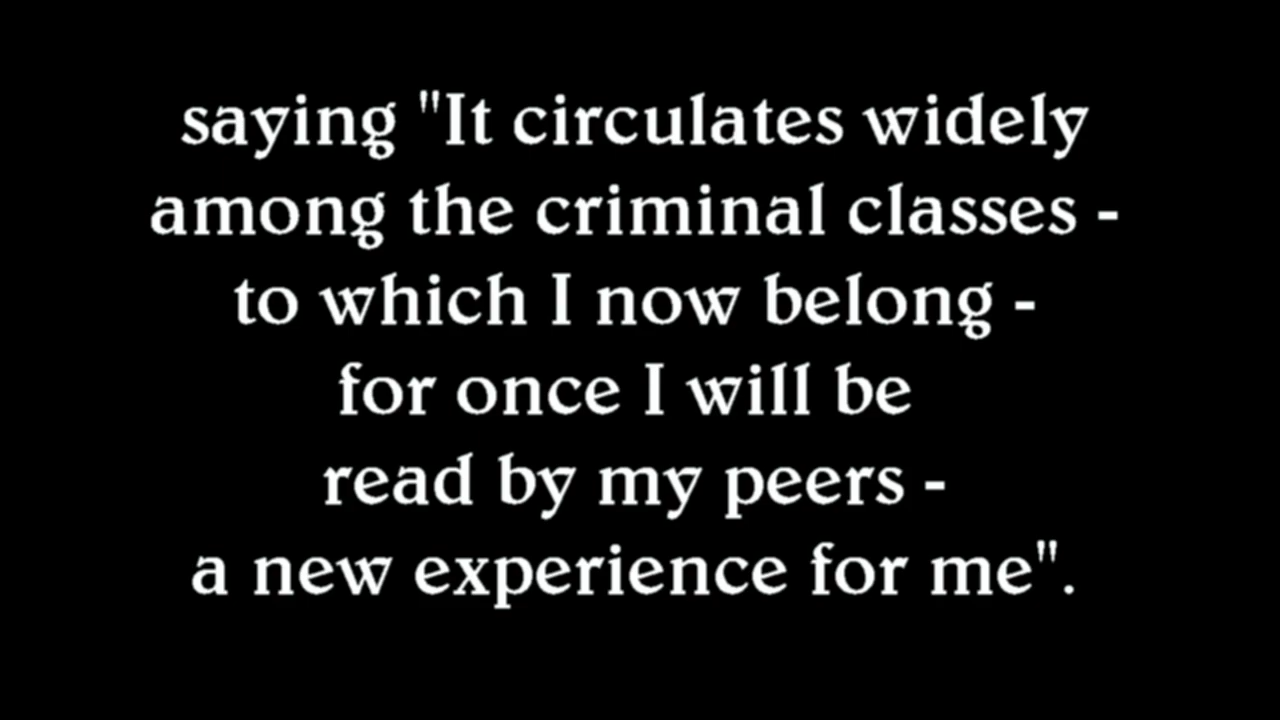 saying "It circulates widely
among the criminal classes -
to which I now belong -
for once I will be
read by my peers -
a new experience for me".